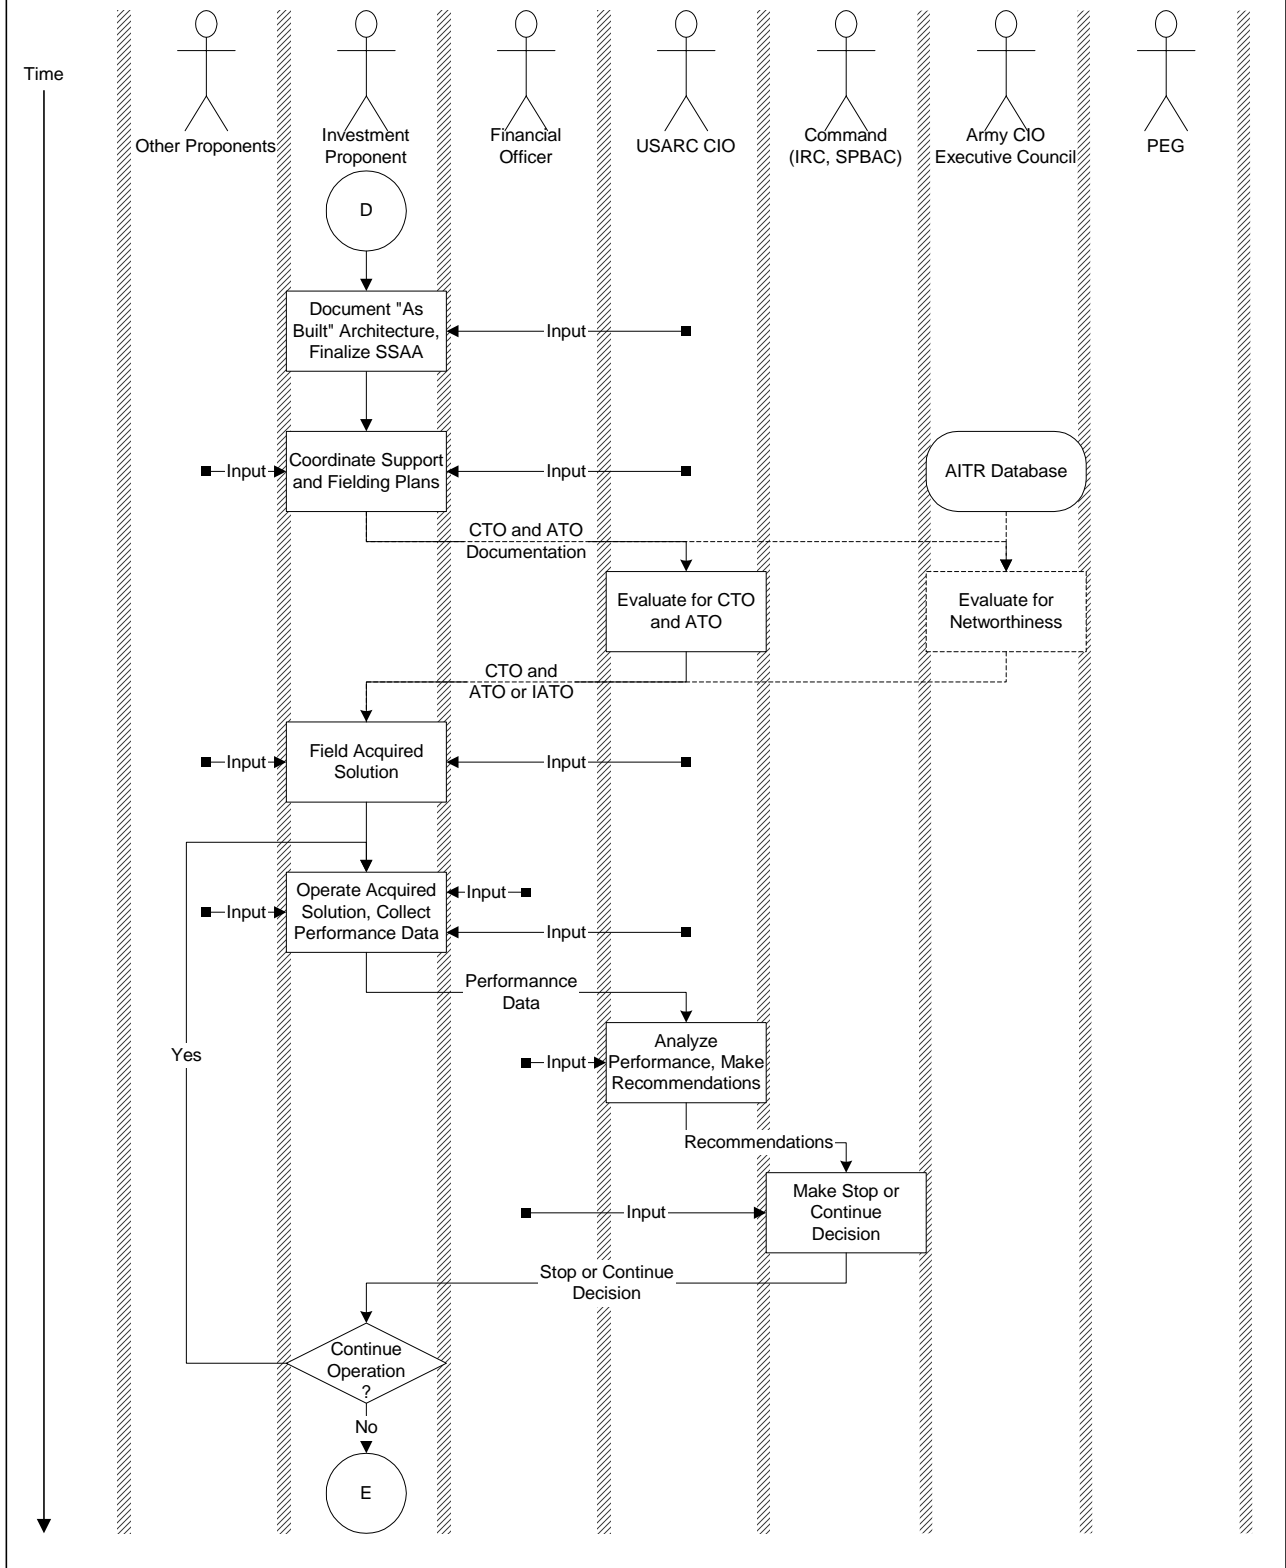 Time
Other Proponents
Investment
Proponent
Financial
Officer
USARC CIO
Command
(IRC, SPBAC)
Army CIO
Executive Council
PEG
D
Document "As
Built" Architecture,
Finalize SSAA
Input
Input
Coordinate Support
and Fielding Plans
Input
AITR Database
CTO and ATO
Documentation
Evaluate for CTO
and ATO
Evaluate for
Networthiness
CTO and
ATO or IATO
Input
Field Acquired
Solution
Input
Input
Operate Acquired
Solution, Collect
Performance Data
Input
Input
Performannce
Data
Yes
Input
Analyze
Performance, Make
Recommendations
Recommendations
Input
Make Stop or
Continue
Decision
Stop or Continue
Decision
Continue
Operation
?
No
E